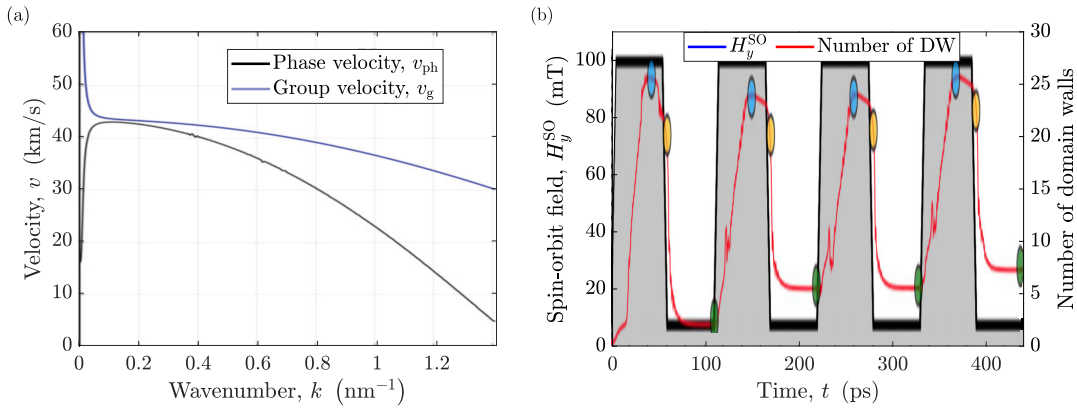 (a)
60
50
40
30
20
10
0
Velocity, v (km/s)
Phase velocity, v_ph
Group velocity, v_g
0 0.2 0.4 0.6 0.8 1 1.2
Wavenumber, k (nm⁻¹)
(b)
100
80
60
40
20
0
Spin-orbit field, H_y^SO (mT)
H_y^SO Number of DW
30
25
20
15
10
5
0
Number of domain walls
0 100 200 300 400
Time, t (ps)